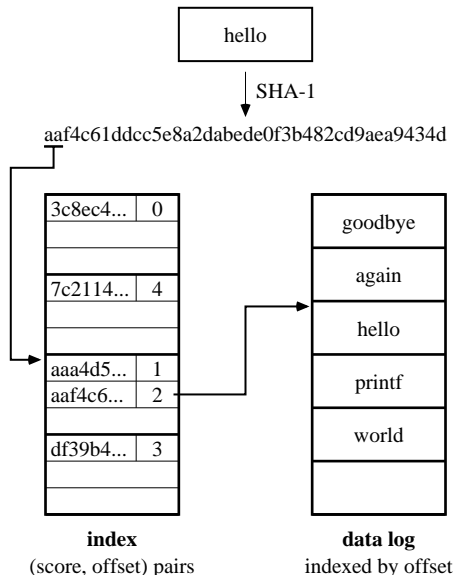 hello
SHA-1
aaf4c61ddcc5e8a2dabede0f3b482cd9aea9434d
3c8ec4... 0
7c2114... 4
aaa4d5... 1
aaf4c6... 2
df39b4... 3
index
(score, offset) pairs
goodbye
again
hello
printf
world
data log
indexed by offset